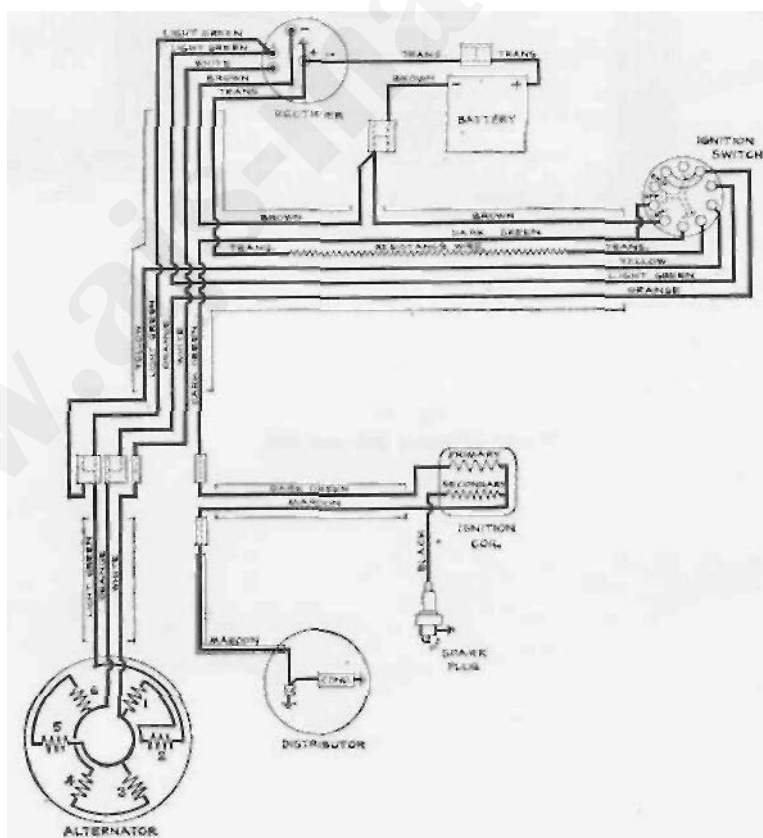 LIGHT GREEN
LIGHT GREEN
WHITE
BROWN
TRANS
RECTIFIER
- + 
TRANS
TRANS
BROWN
- +
BATTERY
IGNITION
SWITCH
BROWN
BROWN
DARK GREEN
TRANS.
RESISTANCE WIRE
TRANS.
YELLOW
LIGHT GREEN
ORANGE
YELLOW
LIGHT GREEN
ORANGE
WHITE
DARK GREEN
PRIMARY
SECONDARY
DARK GREEN
MAROON
IGNITION
COIL
BLACK
SPARK
PLUG
LIGHT GREEN
ORANGE
WHITE
MAROON
COND
DISTRIBUTOR
6
1
5
2
4
3
ALTERNATOR